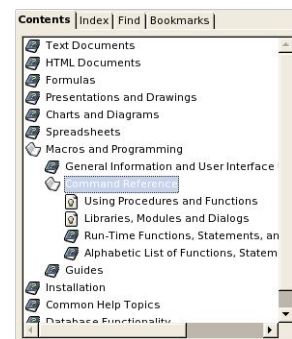 Contents Index Find Bookmarks
Text Documents
HTML Documents
Formulas
Presentations and Drawings
Charts and Diagrams
Spreadsheets
Macros and Programming
General Information and User Interface
Command Reference
Using Procedures and Functions
Libraries, Modules and Dialogs
Run-Time Functions, Statements, an
Alphabetic List of Functions, Statem
Guides
Installation
Common Help Topics
Database Functionality